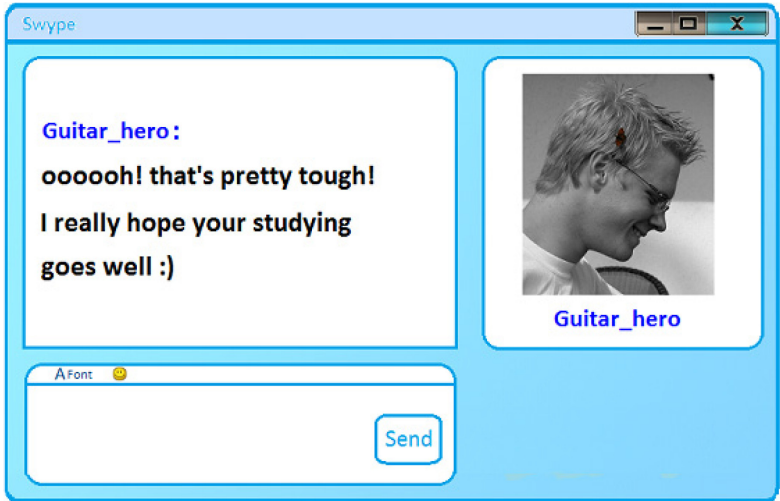 Swype
X
Guitar_hero:
oooooh! that's pretty tough!
I really hope your studying
goes well :)
Guitar_hero
A Font
Send